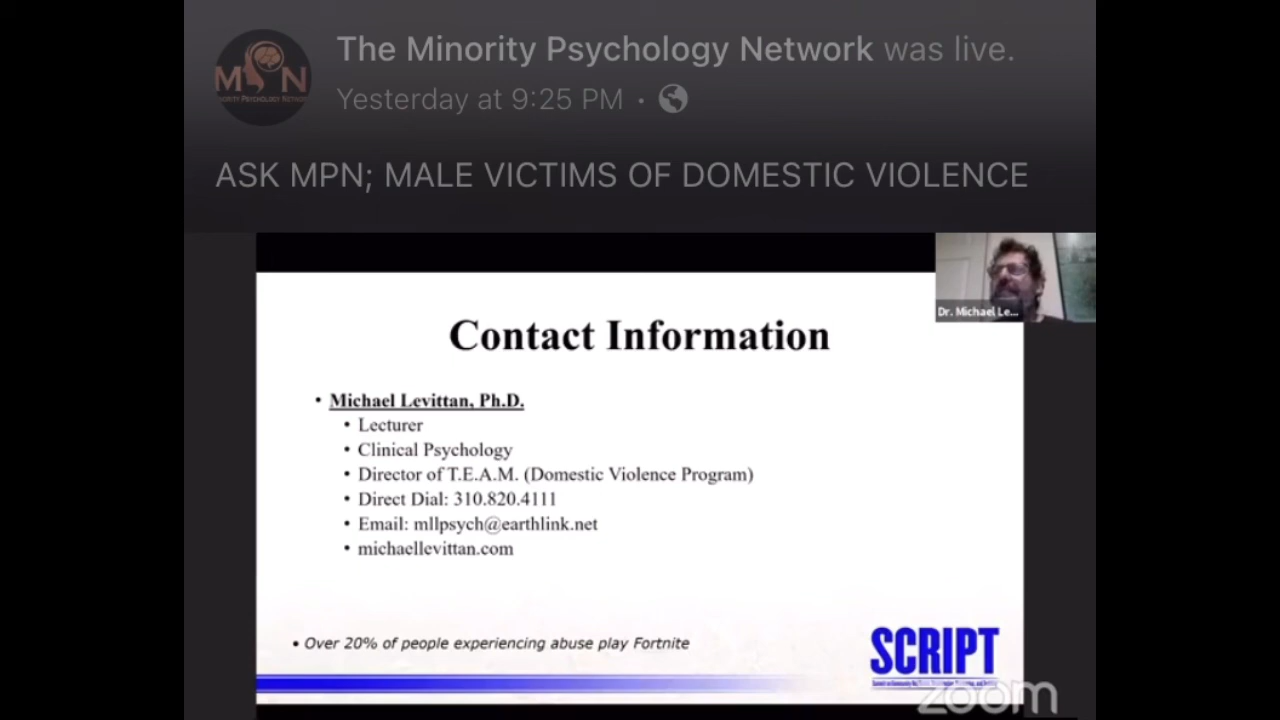 The Minority Psychology Network was live.
Yesterday at 9:25 PM ·
ASK MPN; MALE VICTIMS OF DOMESTIC VIOLENCE
Dr. Michael Le...
Contact Information
• Michael Levittan, Ph.D.
• Lecturer
• Clinical Psychology
• Director of T.E.A.M. (Domestic Violence Program)
• Direct Dial: 310.820.4111
• Email: mllpsych@earthlink.net
• michaellevittan.com
• Over 20% of people experiencing abuse play Fortnite
SCRIPT
zoom